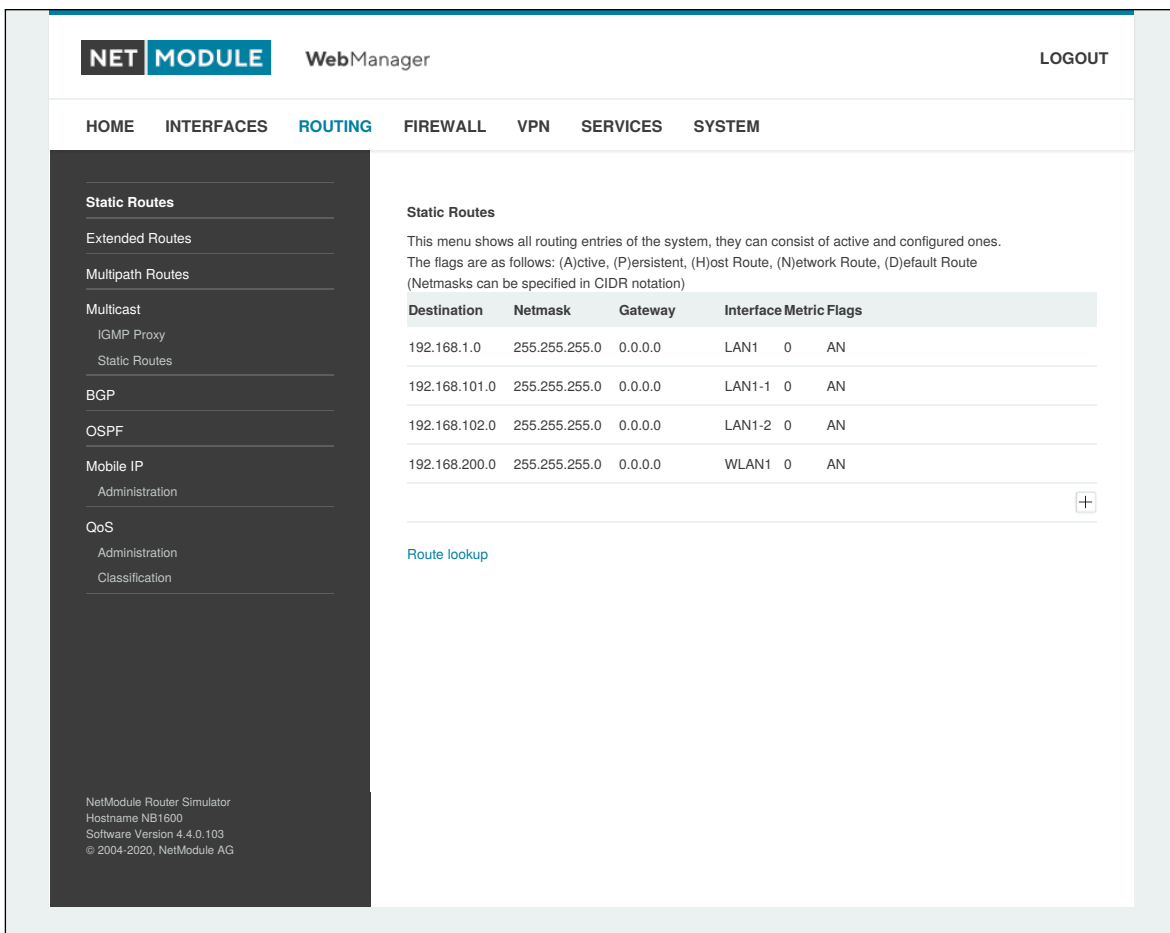 NET MODULE WebManager LOGOUT
HOME INTERFACES ROUTING FIREWALL VPN SERVICES SYSTEM
Static Routes
Extended Routes
Multipath Routes
Multicast
IGMP Proxy
Static Routes
BGP
OSPF
Mobile IP
Administration
QoS
Administration
Classification
NetModule Router Simulator
Hostname NB1600
Software Version 4.4.0.103
© 2004-2020, NetModule AG
Static Routes
This menu shows all routing entries of the system, they can consist of active and configured ones.
The flags are as follows: (A)ctive, (P)ersistent, (H)ost Route, (N)etwork Route, (D)efault Route
(Netmasks can be specified in CIDR notation)
Destination Netmask Gateway Interface Metric Flags
192.168.1.0 255.255.255.0 0.0.0.0 LAN1 0 AN
192.168.101.0 255.255.255.0 0.0.0.0 LAN1-1 0 AN
192.168.102.0 255.255.255.0 0.0.0.0 LAN1-2 0 AN
192.168.200.0 255.255.255.0 0.0.0.0 WLAN1 0 AN
Route lookup